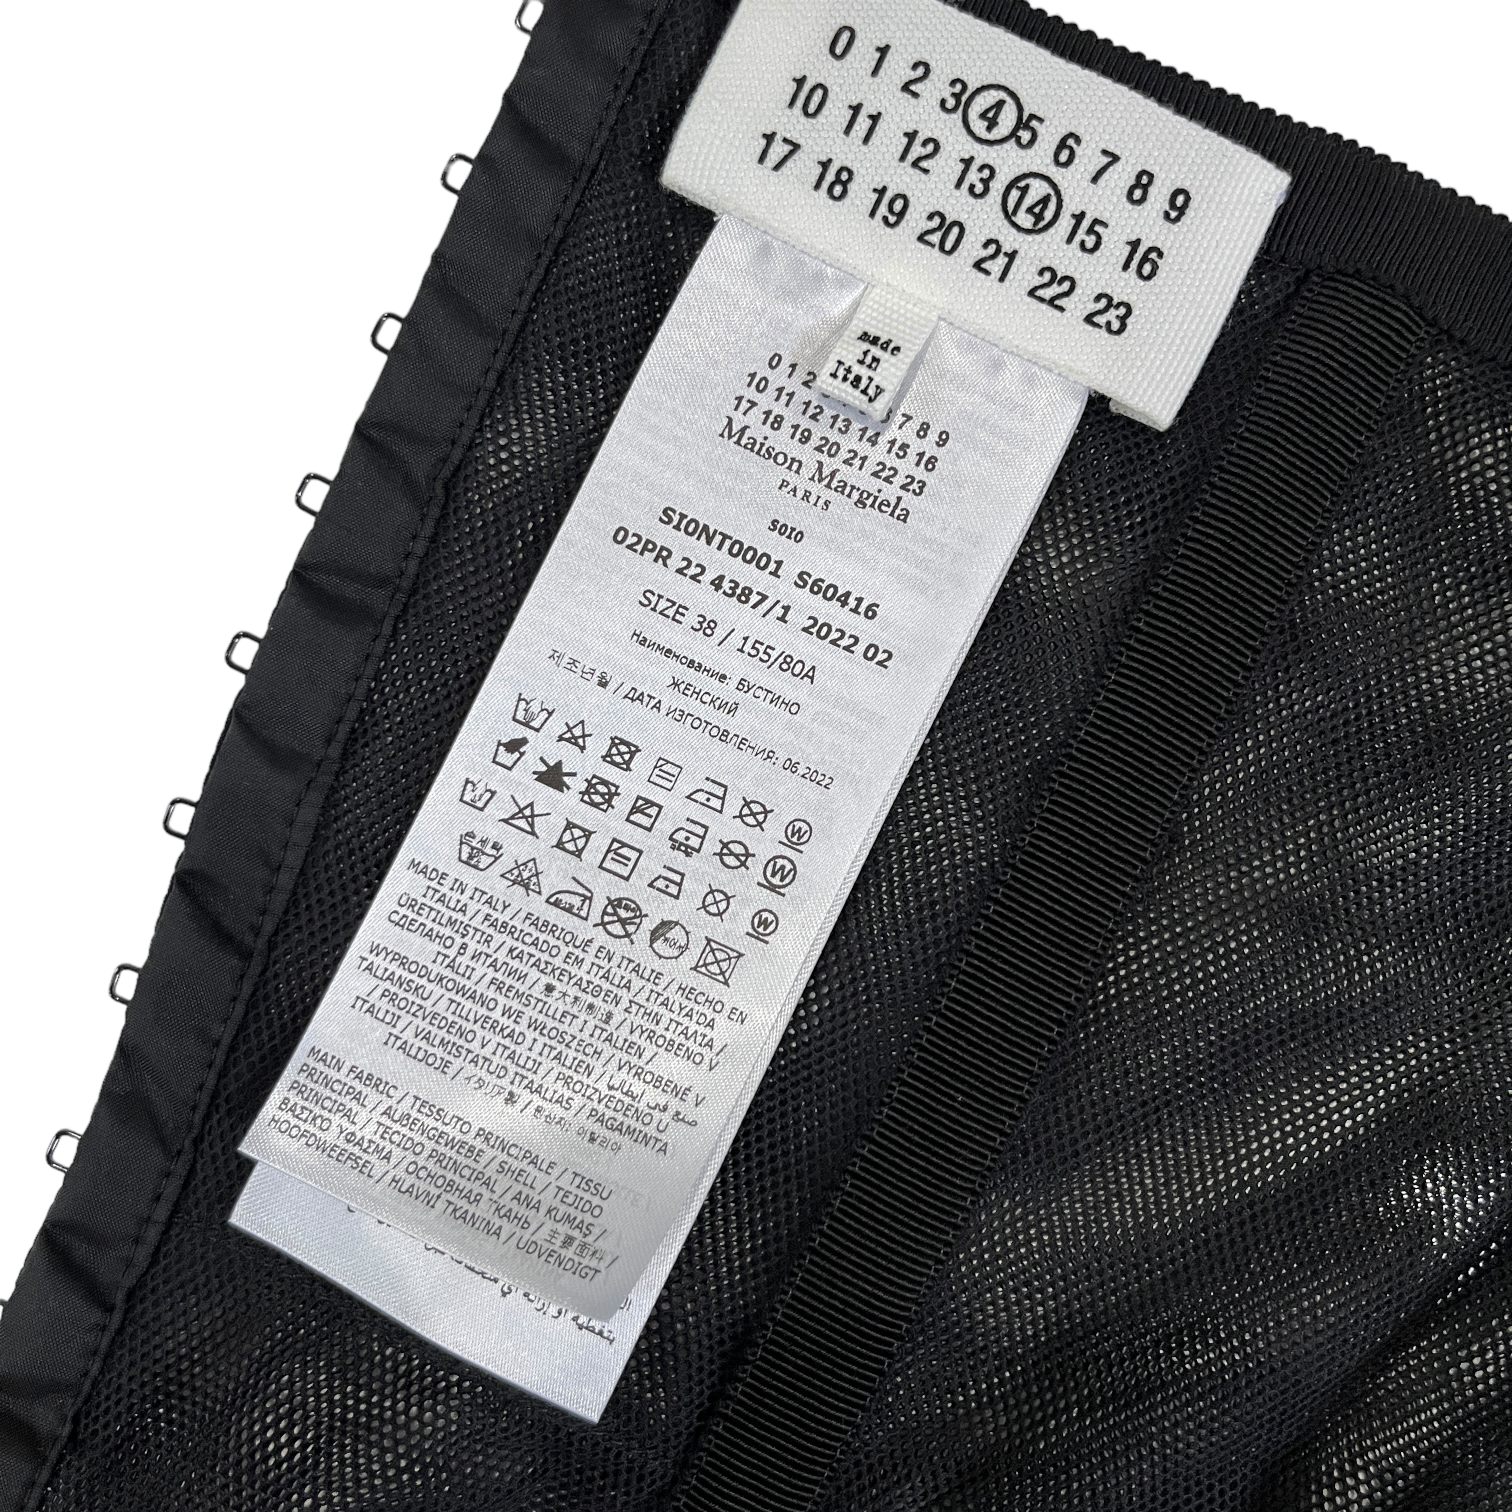 0 1 2 3 4 5 6 7 8 9
10 11 12 13 14 15 16
17 18 19 20 21 22 23
made
in
Italy
0 1 2 7 8 9
10 11 12 13 14 15 16
17 18 19 20 21 22 23
Maison Margiela
PARIS
S0I0
SI0NT0001 S60416
02PR 22 4387/1 2022 02
SIZE 38 / 155/80A
Наименование: БУСТИНО
ЖЕНСКИЙ
제조년월 / ДАТА ИЗГОТОВЛЕНИЯ: 06.2022
W
W
W
손세탁
MADE IN ITALY / FABRIQUÉ EN ITALIE / HECHO EN
ITALIA / FABRICADO EM ITÁLIA / ITALYA'DA
ÜRETILMIŞTIR / ΚΑΤΑΣΚΕΥΑΣΘΕΝ ΣΤΗΝ ΙΤΑΛΙΑ /
СДЕЛАНО В ИТАЛИИ / 意大利制造 / VYROBENO V
ITÁLII / FREMSTILLET I ITALIEN /
WYPRODUKOWANO WE WŁOSZECH / VYROBENÉ V
TALIANSKU / TILLVERKAD I ITALIEN / صنع في إيطاليا
/ PROIZVEDENO V ITALIJI / PROIZVEDENO U
ITALIJI / VALMISTATUD ITAALIAS / PAGAMINTA
ITALIJOJE / イタリア製 / 원산지: 이탈리아
MAIN FABRIC / TESSUTO PRINCIPALE / TISSU
PRINCIPAL / AUßENGEWEBE / SHELL / TEJIDO
PRINCIPAL / TECIDO PRINCIPAL / ANA KUMAŞ /
ΒΑΣΙΚΟ ΥΦΑΣΜΑ / ОСНОВНАЯ ТКАНЬ / 主要面料 /
HOOFDWEEFSEL / HLAVNÍ TKANINA / UDVENDIGT